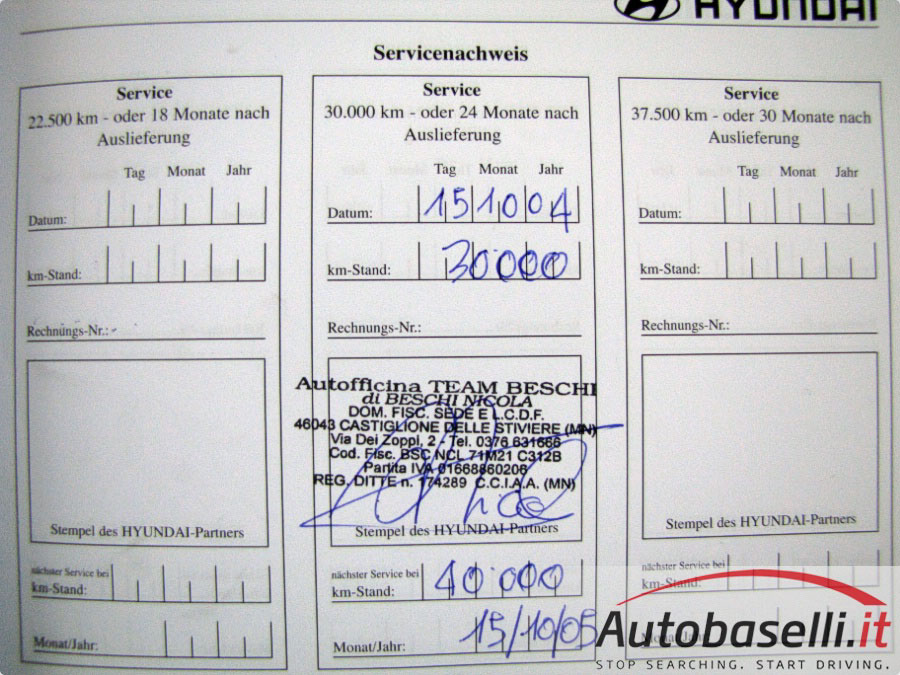 HYUNDAI
Servicenachweis
Service
22.500 km - oder 18 Monate nach
Auslieferung
Tag Monat Jahr
Datum:
km-Stand:
Rechnungs-Nr.:
Stempel des HYUNDAI-Partners
nächster Service bei
km-Stand:
Monat/Jahr:
Service
30.000 km - oder 24 Monate nach
Auslieferung
Tag Monat Jahr
Datum: 15 10 04
km-Stand: 30000
Rechnungs-Nr.:
Autofficina TEAM BESCHI
di BESCHI NICOLA
DOM. FISC. SEDE E L.C.D.F.
46043 CASTIGLIONE DELLE STIVIERE (MN)
Via Dei Zoppi, 2 - Tel. 0376 631666
Cod. Fisc. BSC NCL 71M21 C312B
Partita IVA 01668860206
REG. DITTE n. 174289 C.C.I.A.A. (MN)
Stempel des HYUNDAI-Partners
nächster Service bei
km-Stand: 40000
Monat/Jahr: 15/10/05
Service
37.500 km - oder 30 Monate nach
Auslieferung
Tag Monat Jahr
Datum:
km-Stand:
Rechnungs-Nr.:
Stempel des HYUNDAI-Partners
nächster Service bei
km-Stand:
Autobaselli.it
STOP SEARCHING. START DRIVING.